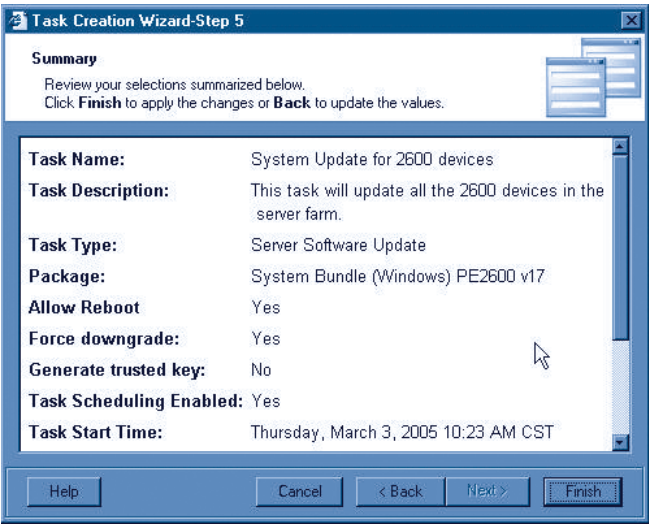 Task Creation Wizard-Step 5
Summary
Review your selections summarized below.
Click Finish to apply the changes or Back to update the values.
Task Name: System Update for 2600 devices
Task Description: This task will update all the 2600 devices in the
server farm.
Task Type: Server Software Update
Package: System Bundle (Windows) PE2600 v17
Allow Reboot Yes
Force downgrade: Yes
Generate trusted key: No
Task Scheduling Enabled: Yes
Task Start Time: Thursday, March 3, 2005 10:23 AM CST
Help Cancel < Back Next > Finish